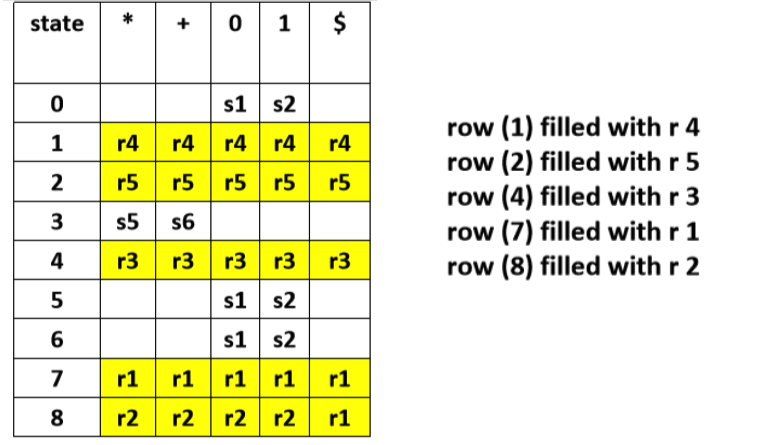 state * + 0 1 $
0 s1 s2
1 r4 r4 r4 r4 r4
2 r5 r5 r5 r5 r5
3 s5 s6
4 r3 r3 r3 r3 r3
5 s1 s2
6 s1 s2
7 r1 r1 r1 r1 r1
8 r2 r2 r2 r2 r1
row (1) filled with r 4
row (2) filled with r 5
row (4) filled with r 3
row (7) filled with r 1
row (8) filled with r 2